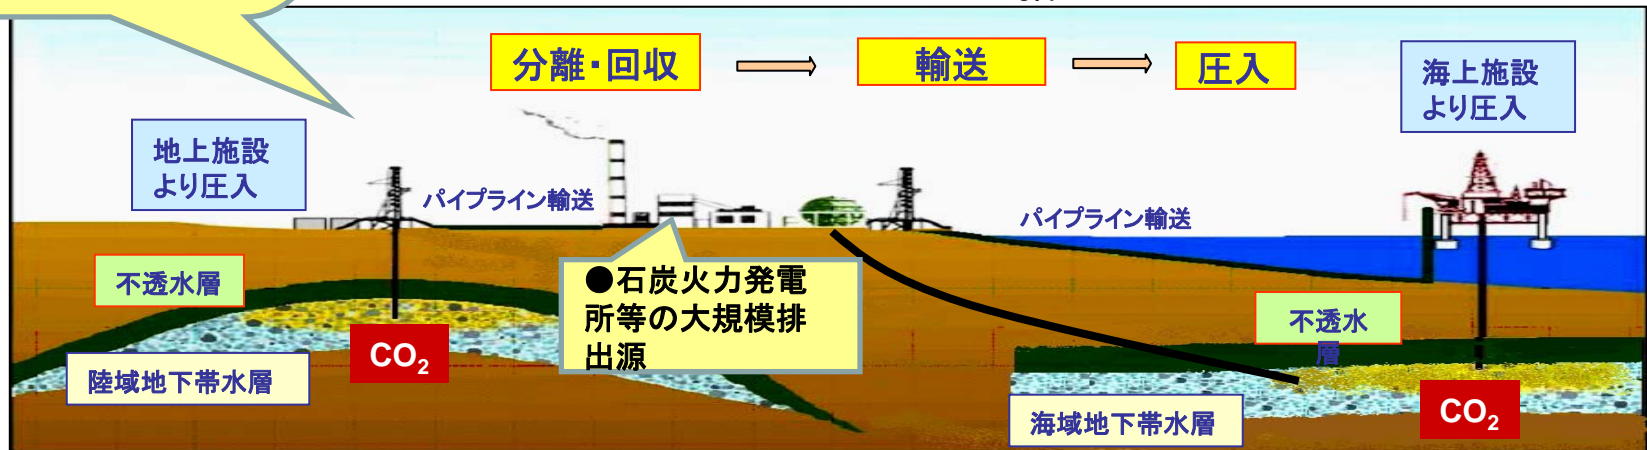 分離・回収
輸送
圧入
海上施設
より圧入
地上施設
より圧入
パイプライン輸送
パイプライン輸送
不透水層
●石炭火力発電
所等の大規模排
出源
不透水
層
CO₂
陸域地下帯水層
海域地下帯水層
CO₂